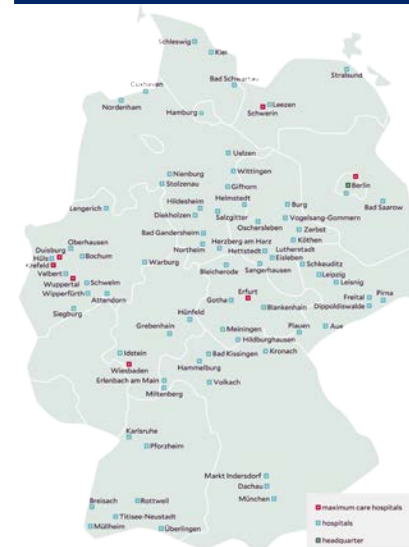 Schleswig
Kiel
Cuxhaven
Bad Schwartau
Stralsund
Nordenham
Hamburg
Leezen
Schwerin
Uelzen
Nienburg
Wittingen
Stolzenau
Gifhorn
Berlin
Lengerich
Hildesheim
Helmstedt
Burg
Bad Saarow
Diekholzen
Salzgitter
Vogelsang-Gommern
Oschersleben
Zerbst
Bad Gandersheim
Oberhausen
Duisburg
Herzberg am Harz
Köthen
Northeim
Hettstedt
Lutherstadt
Eisleben
Hüls
Bochum
Krefeld
Warburg
Bleicherode
Sangerhausen
Schkeuditz
Velbert
Leipzig
Wuppertal
Schwelm
Leisnig
Wipperfürth
Attendorn
Erfurt
Gotha
Freital
Pirna
Siegburg
Blankenhain
Dippoldiswalde
Hünfeld
Grebenhain
Meiningen
Plauen
Aue
Hildburghausen
Idstein
Bad Kissingen
Kronach
Wiesbaden
Hammelburg
Erlenbach am Main
Volkach
Miltenberg
Karlsruhe
Pforzheim
Markt Indersdorf
Dachau
München
Breisach
Rottweil
Titisee-Neustadt
Müllheim
Überlingen
maximum care hospitals
hospitals
headquarter